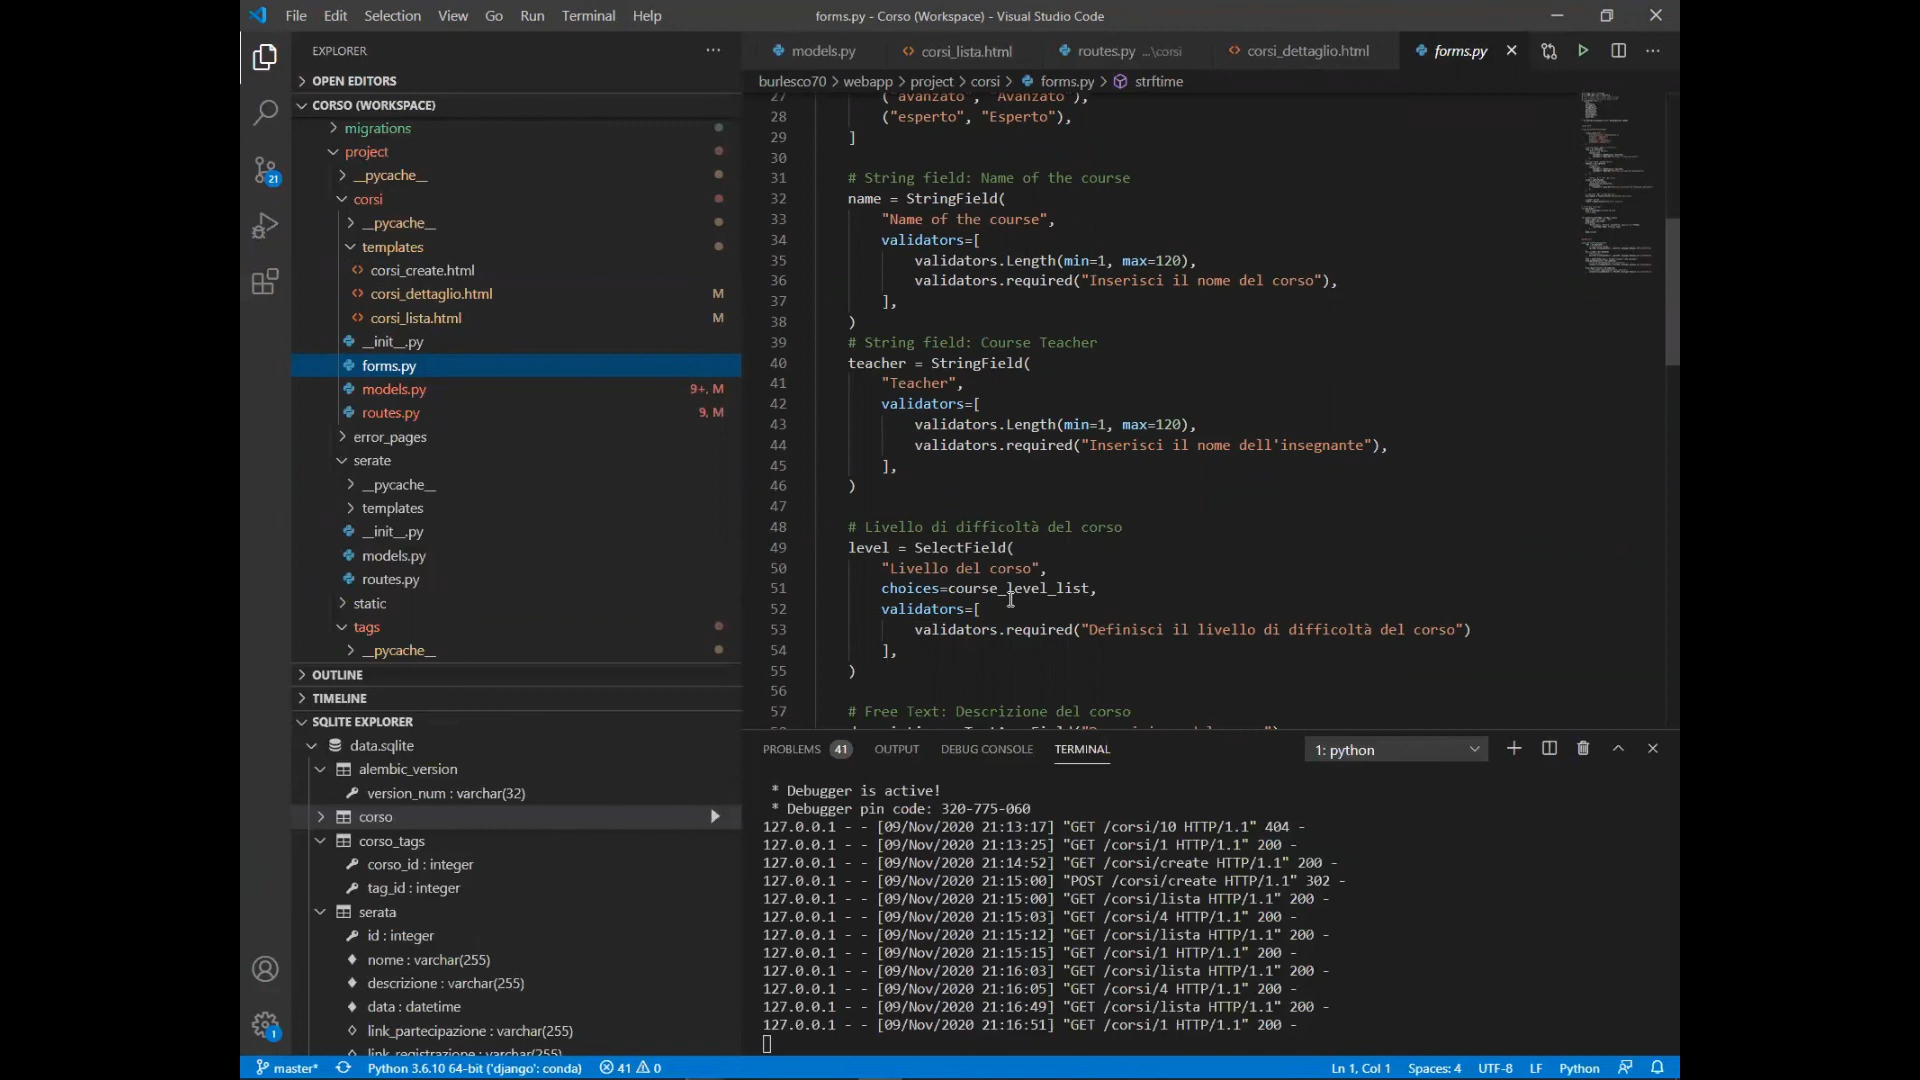 File Edit Selection View Go Run Terminal Help
forms.py - Corso (Workspace) - Visual Studio Code
EXPLORER
OPEN EDITORS
CORSO (WORKSPACE)
migrations
project
__pycache__
corsi
__pycache__
templates
corsi_create.html
corsi_dettaglio.html M
corsi_lista.html M
__init__.py
forms.py
models.py 9+, M
routes.py 9, M
error_pages
serate
__pycache__
templates
__init__.py
models.py
routes.py
static
tags
__pycache__
OUTLINE
TIMELINE
SQLITE EXPLORER
data.sqlite
alembic_version
version_num : varchar(32)
corso
corso_tags
corso_id : integer
tag_id : integer
serata
id : integer
nome : varchar(255)
descrizione : varchar(255)
data : datetime
link_partecipazione : varchar(255)
link_registrazione : varchar(255)
21
1
models.py corsi_lista.html routes.py ...\corsi corsi_dettaglio.html forms.py
burlesco70 > webapp > project > corsi > forms.py > strftime
27 ("avanzato", "Avanzato"),
28 ("esperto", "Esperto"),
29 ]
30
31 # String field: Name of the course
32 name = StringField(
33 "Name of the course",
34 validators=[
35 validators.Length(min=1, max=120),
36 validators.required("Inserisci il nome del corso"),
37 ],
38 )
39 # String field: Course Teacher
40 teacher = StringField(
41 "Teacher",
42 validators=[
43 validators.Length(min=1, max=120),
44 validators.required("Inserisci il nome dell'insegnante"),
45 ],
46 )
47
48 # Livello di difficoltà del corso
49 level = SelectField(
50 "Livello del corso",
51 choices=course_level_list,
52 validators=[
53 validators.required("Definisci il livello di difficoltà del corso")
54 ],
55 )
56
57 # Free Text: Descrizione del corso
PROBLEMS 41 OUTPUT DEBUG CONSOLE TERMINAL 1: python
* Debugger is active!
* Debugger pin code: 320-775-060
127.0.0.1 - - [09/Nov/2020 21:13:17] "GET /corsi/10 HTTP/1.1" 404 -
127.0.0.1 - - [09/Nov/2020 21:13:25] "GET /corsi/1 HTTP/1.1" 200 -
127.0.0.1 - - [09/Nov/2020 21:14:52] "GET /corsi/create HTTP/1.1" 200 -
127.0.0.1 - - [09/Nov/2020 21:15:00] "POST /corsi/create HTTP/1.1" 302 -
127.0.0.1 - - [09/Nov/2020 21:15:00] "GET /corsi/lista HTTP/1.1" 200 -
127.0.0.1 - - [09/Nov/2020 21:15:03] "GET /corsi/4 HTTP/1.1" 200 -
127.0.0.1 - - [09/Nov/2020 21:15:12] "GET /corsi/lista HTTP/1.1" 200 -
127.0.0.1 - - [09/Nov/2020 21:15:15] "GET /corsi/1 HTTP/1.1" 200 -
127.0.0.1 - - [09/Nov/2020 21:16:03] "GET /corsi/lista HTTP/1.1" 200 -
127.0.0.1 - - [09/Nov/2020 21:16:05] "GET /corsi/4 HTTP/1.1" 200 -
127.0.0.1 - - [09/Nov/2020 21:16:49] "GET /corsi/lista HTTP/1.1" 200 -
127.0.0.1 - - [09/Nov/2020 21:16:51] "GET /corsi/1 HTTP/1.1" 200 -
master* Python 3.6.10 64-bit ('django': conda) 41 0 Ln 1, Col 1 Spaces: 4 UTF-8 LF Python